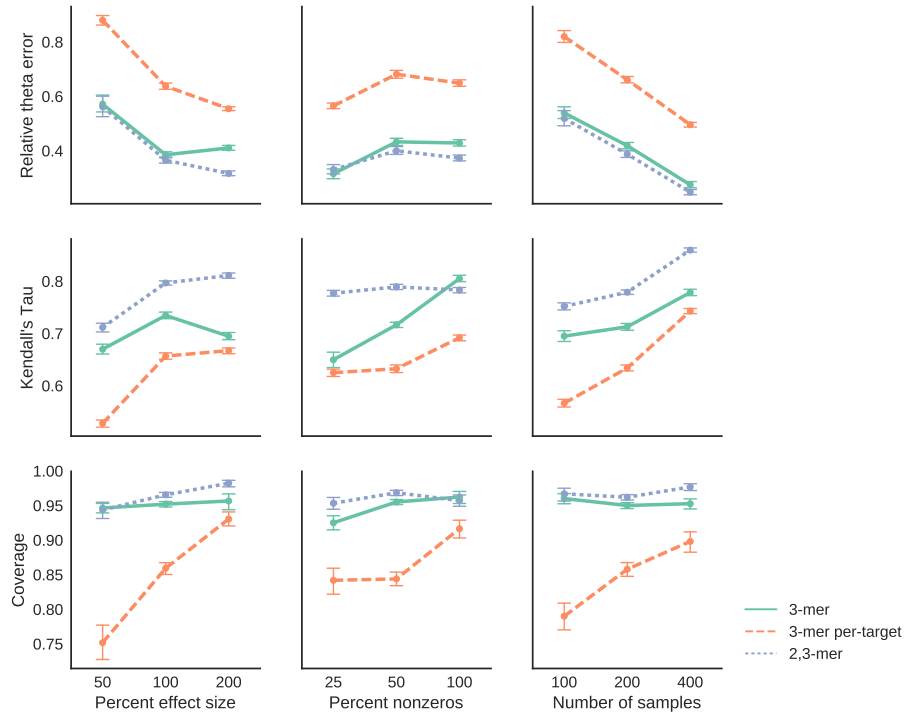 Relative theta error
0.8
0.6
0.4
Kendall's Tau
0.8
0.7
0.6
Coverage
1.00
0.95
0.90
0.85
0.80
0.75
50 100 200
Percent effect size
25 50 100
Percent nonzeros
100 200 400
Number of samples
3-mer
3-mer per-target
2,3-mer